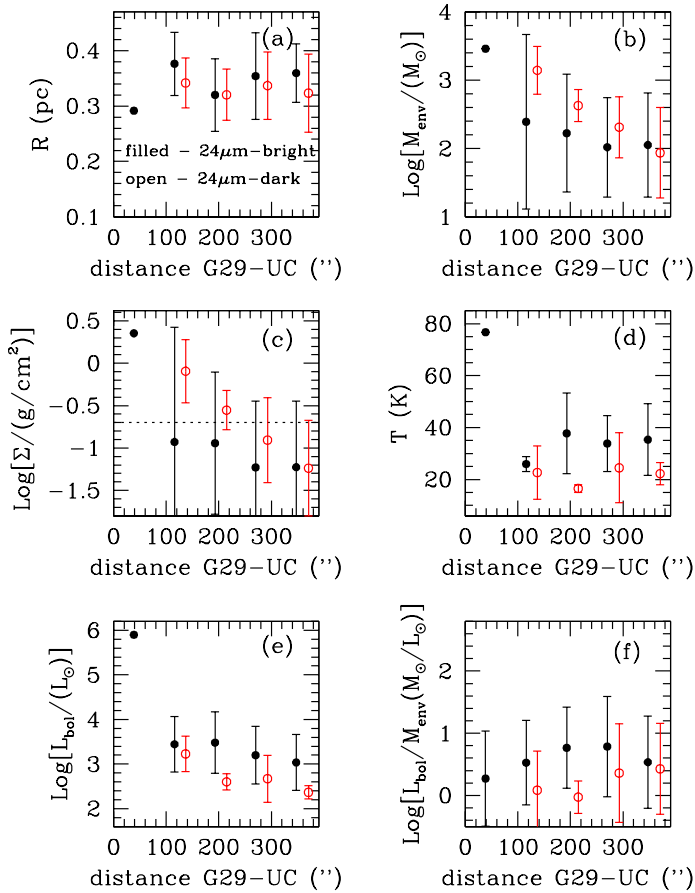 (a)
R (pc)
0.4
0.3
0.2
0.1
filled − 24μm−bright
open − 24μm−dark
0 100 200 300
distance G29−UC (’’)
(b)
Log[M_env/(M_⊙)]
4
3
2
1
0 100 200 300
distance G29−UC (’’)
(c)
Log[Σ/(g/cm²)]
0.5
0
−0.5
−1
−1.5
0 100 200 300
distance G29−UC (’’)
(d)
T (K)
80
60
40
20
0 100 200 300
distance G29−UC (’’)
(e)
Log[L_bol/(L_⊙)]
6
5
4
3
2
0 100 200 300
distance G29−UC (’’)
(f)
Log[L_bol/M_env(M_⊙/L_⊙)]
2
1
0
0 100 200 300
distance G29−UC (’’)